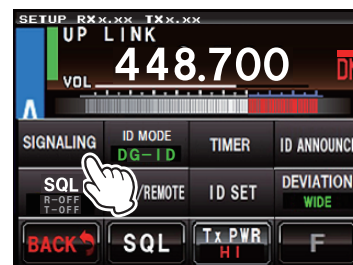 SETUP RXx.xx TXx.xx
UP LINK
VOL 448.700
A
SIGNALING ID MODE TIMER ID ANNOUNCE
DG-ID
SQL /REMOTE ID SET DEVIATION
R-OFF WIDE
T-OFF
BACK SQL Tx PWR F
HI